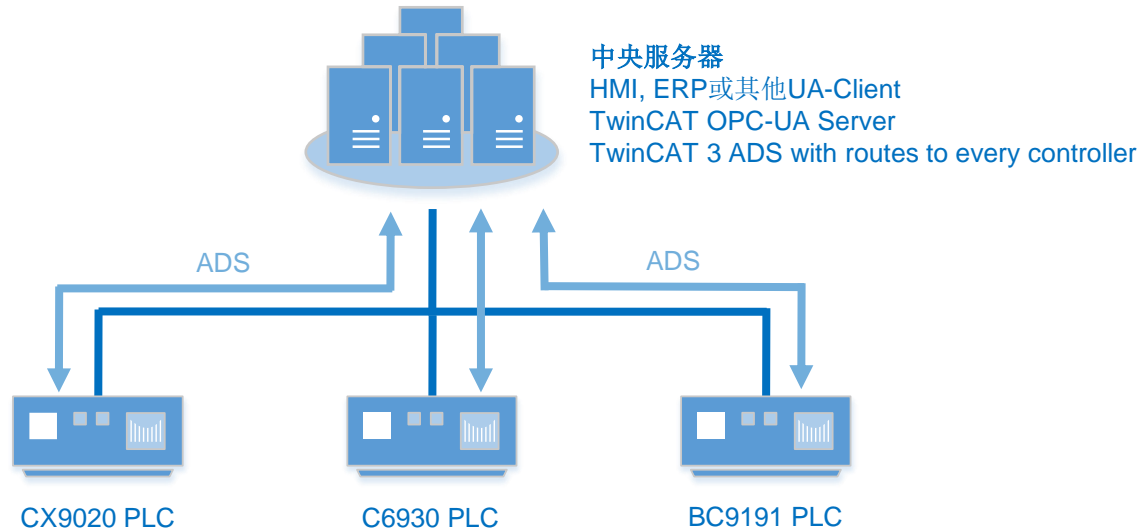 中央服务器
HMI, ERP或其他UA-Client
TwinCAT OPC-UA Server
TwinCAT 3 ADS with routes to every controller
ADS
ADS
CX9020 PLC
C6930 PLC
BC9191 PLC